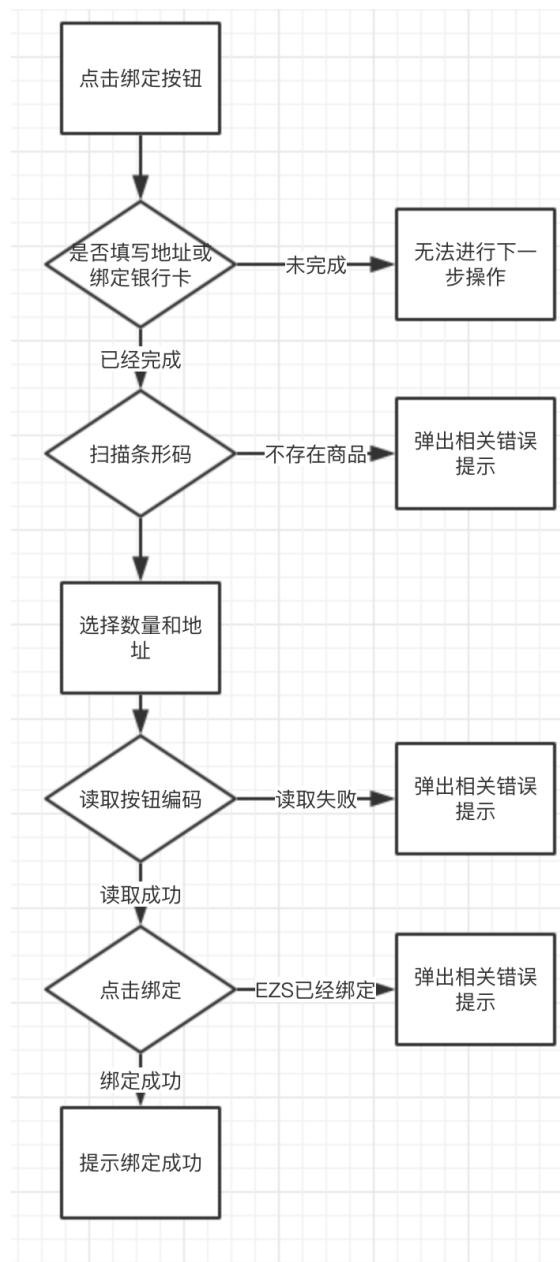 点击绑定按钮
是否填写地址或
绑定银行卡
未完成
无法进行下一
步操作
已经完成
扫描条形码
不存在商品
弹出相关错误
提示
选择数量和地
址
读取按钮编码
读取失败
弹出相关错误
提示
读取成功
点击绑定
EZS已经绑定
弹出相关错误
提示
绑定成功
提示绑定成功